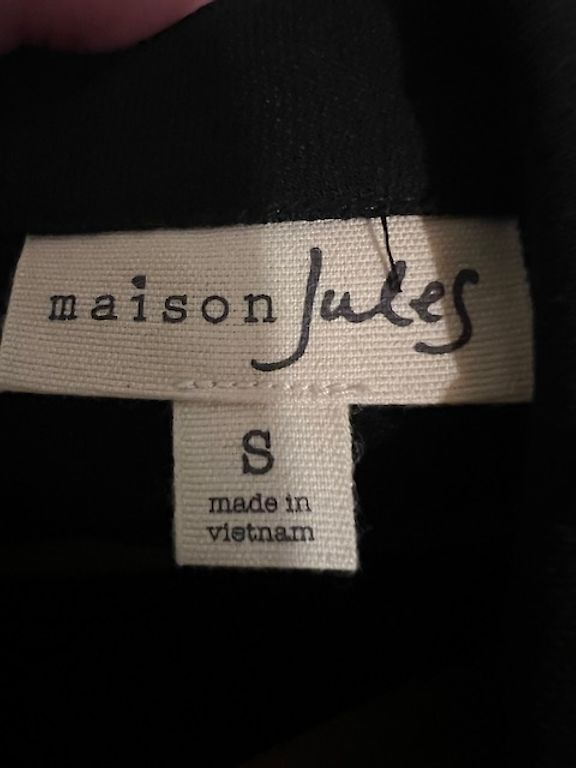 maison Jules
S
made in
vietnam